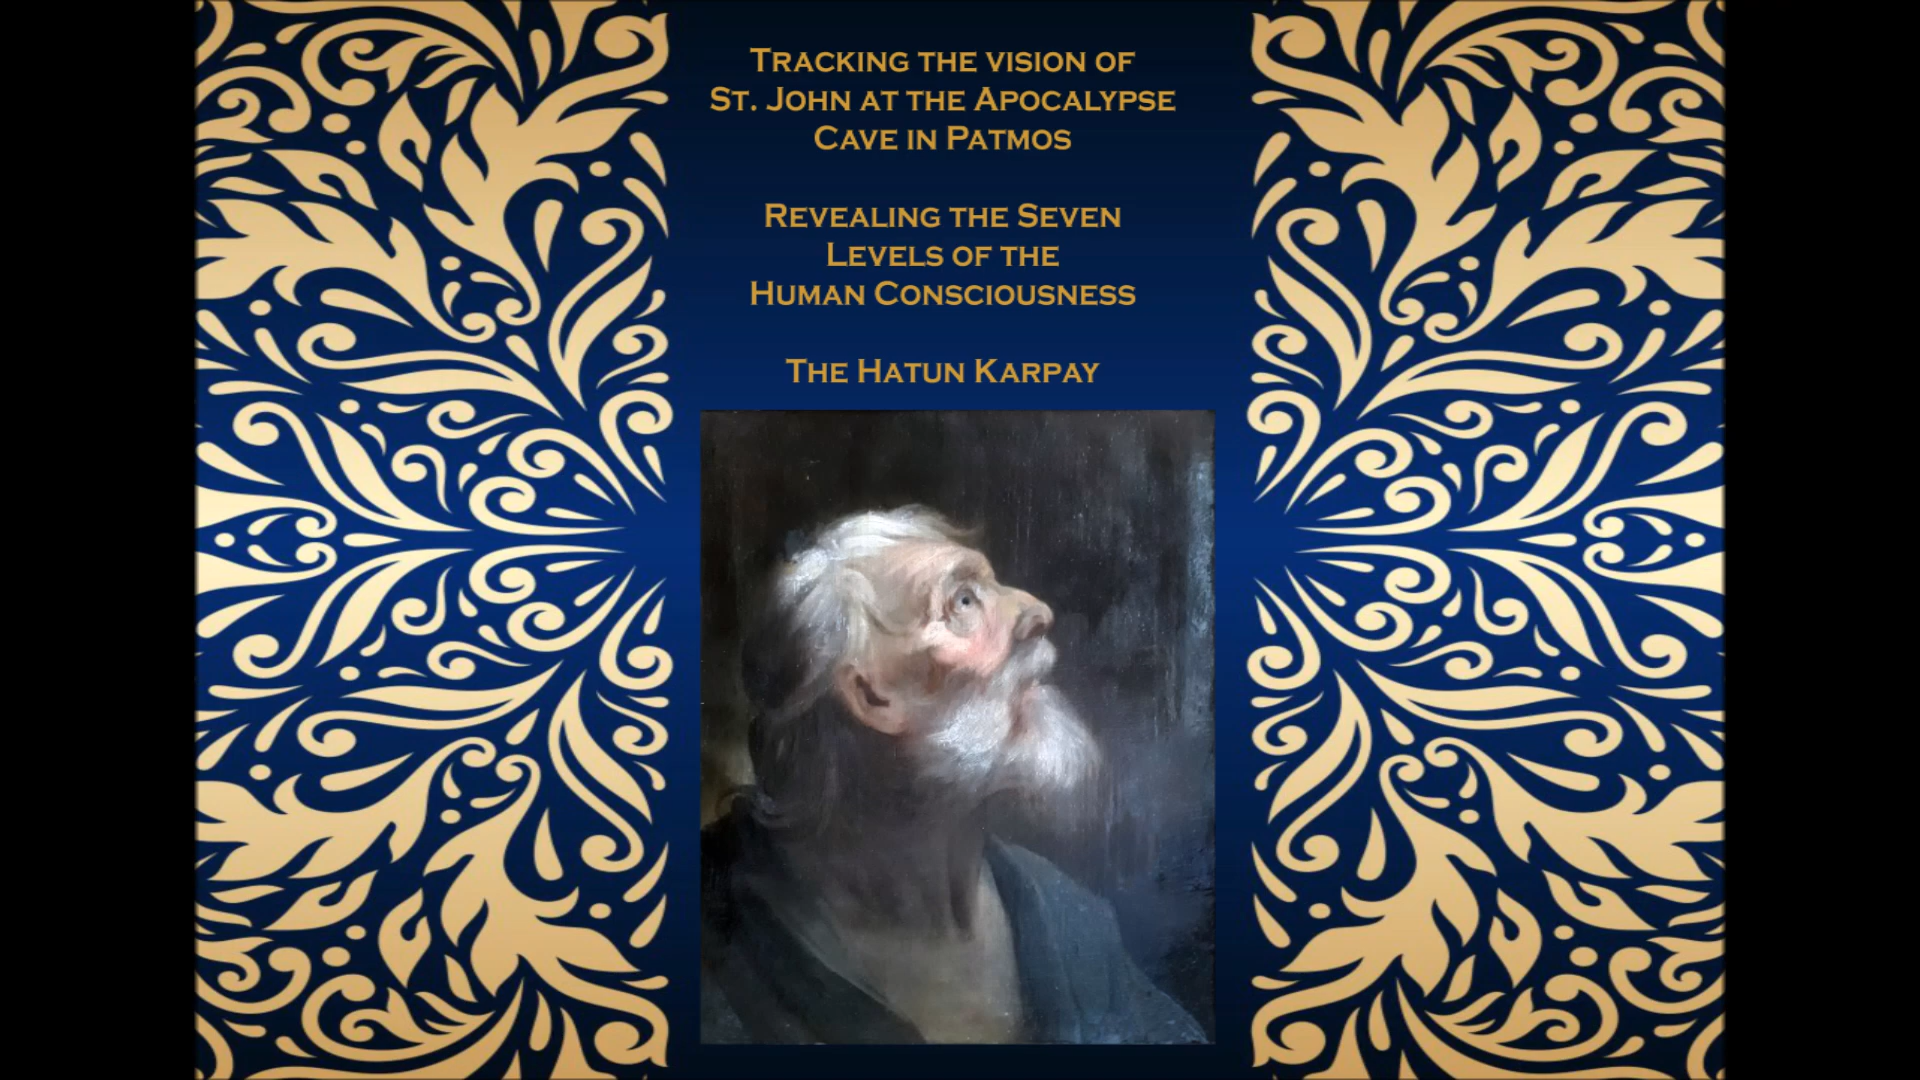 Tracking the vision of
St. John at the Apocalypse
Cave in Patmos
Revealing the Seven
Levels of the
Human Consciousness
The Hatun Karpay